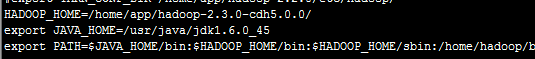 HADOOP_HOME=/home/app/hadoop-2.3.0-cdh5.0.0/
export JAVA_HOME=/usr/java/jdk1.6.0_45
export PATH=$JAVA_HOME/bin:$HADOOP_HOME/bin:$HADOOP_HOME/sbin:/home/hadoop/b